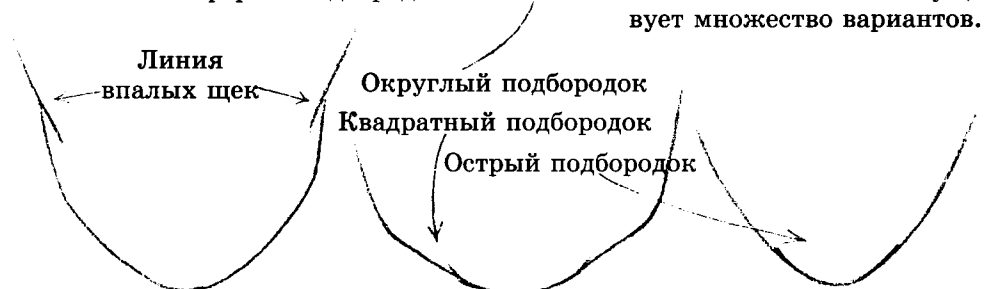 вует множество вариантов.
Линия
впалых щек
Округлый подбородок
Квадратный подбородок
Острый подбородок